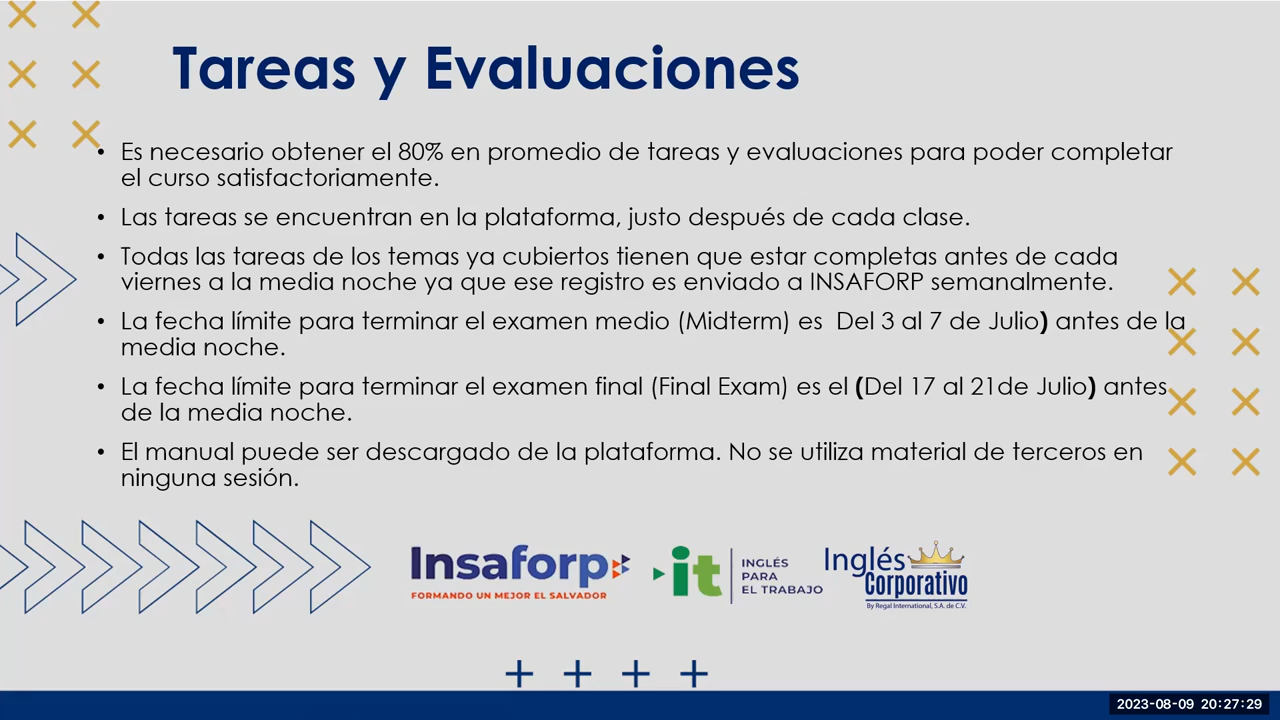 Tareas y Evaluaciones
• Es necesario obtener el 80% en promedio de tareas y evaluaciones para poder completar
el curso satisfactoriamente.
• Las tareas se encuentran en la plataforma, justo después de cada clase.
• Todas las tareas de los temas ya cubiertos tienen que estar completas antes de cada
viernes a la media noche ya que ese registro es enviado a INSAFORP semanalmente.
• La fecha límite para terminar el examen medio (Midterm) es  Del 3 al 7 de Julio) antes de la
media noche.
• La fecha límite para terminar el examen final (Final Exam) es el (Del 17 al 21de Julio) antes
de la media noche.
• El manual puede ser descargado de la plataforma. No se utiliza material de terceros en
ninguna sesión.
Insaforp
FORMANDO UN MEJOR EL SALVADOR
it
INGLÉS
PARA
EL TRABAJO
Inglés
Corporativo
By Regal International, S.A. de C.V.
2023-08-09 20:27:29